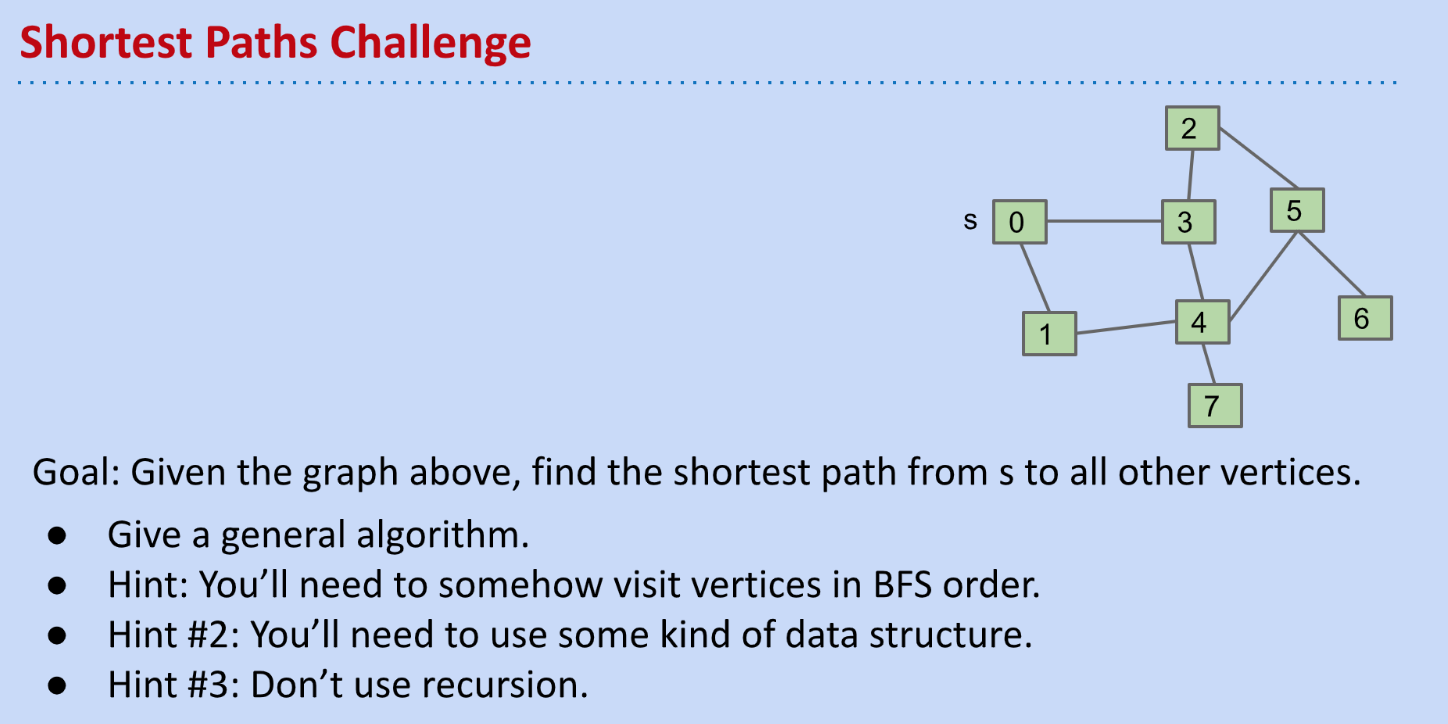 Shortest Paths Challenge
2
5
s 0 3
6
4
1
7
Goal: Given the graph above, find the shortest path from s to all other vertices.
● Give a general algorithm.
● Hint: You’ll need to somehow visit vertices in BFS order.
● Hint #2: You’ll need to use some kind of data structure.
● Hint #3: Don’t use recursion.